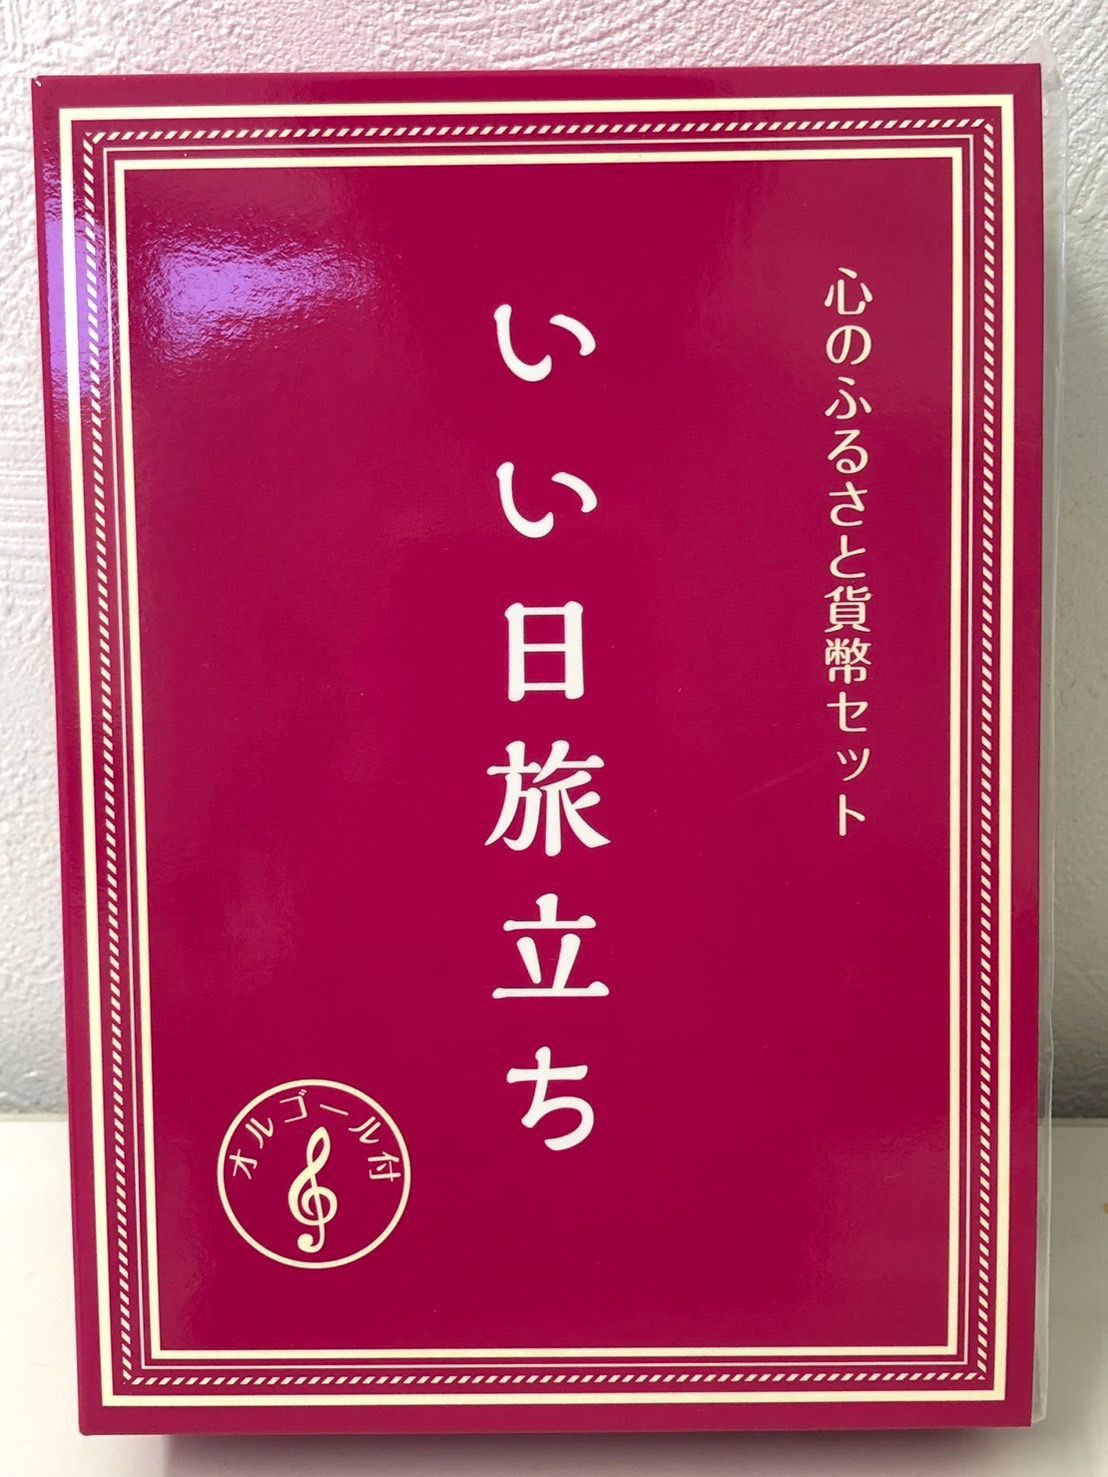 心のふるさと貨幣セット
いい日旅立ち
オルゴール付